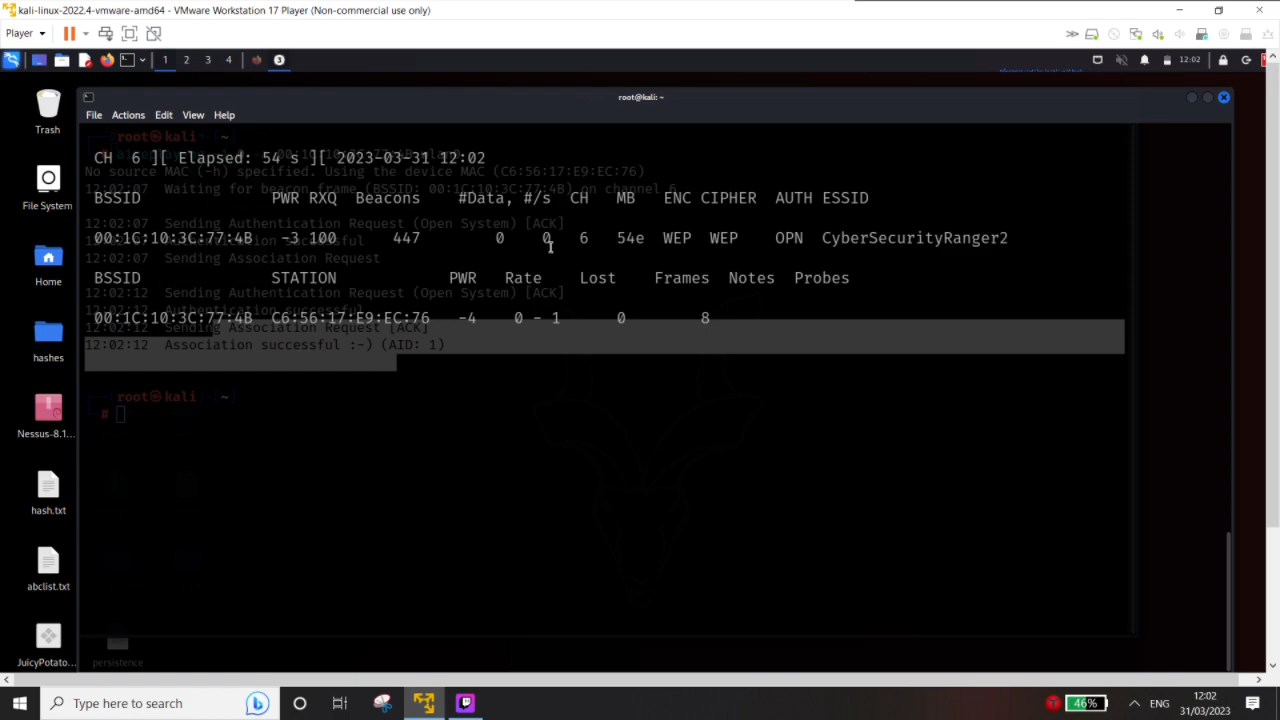 kali-linux-2022.4-vmware-amd64 - VMware Workstation 17 Player (Non-commercial use only)
Player
1 2 3 4 3 12:02
root@kali: ~
File Actions Edit View Help
root㉿kali ~
CH 6 ][ Elapsed: 54 s ][ 2023-03-31 12:02
No source MAC (-h) specified. Using the device MAC (C6:56:17:E9:EC:76)
12:02:07 Waiting for beacon frame (BSSID: 00:1C:10:3C:77:4B) on channel 6
BSSID PWR RXQ Beacons #Data, #/s CH MB ENC CIPHER AUTH ESSID
12:02:07 Sending Authentication Request (Open System) [ACK]
00:1C:10:3C:77:4B -3 100 447 0 0 6 54e WEP WEP OPN CyberSecurityRanger2
12:02:07 Sending Association Request
BSSID STATION PWR Rate Lost Frames Notes Probes
12:02:12 Sending Authentication Request (Open System) [ACK]
00:1C:10:3C:77:4B C6:56:17:E9:EC:76 -4 0 - 1 0 8
12:02:12 Sending Association Request [ACK]
12:02:12 Association successful :-) (AID: 1)
root㉿kali ~
#
Trash
File System
Home
hashes
Nessus-8.1...
hash.txt
abclist.txt
JuicyPotato...
persistence
Type here to search
46%
ENG
12:02
31/03/2023